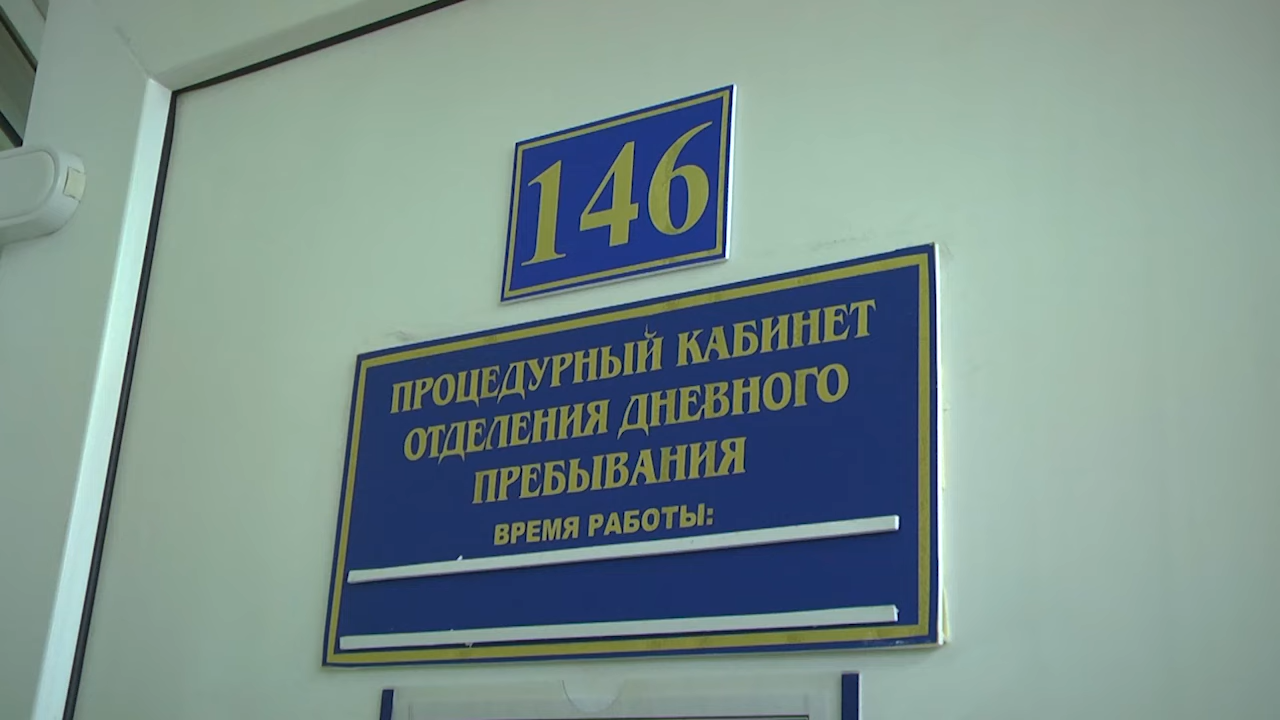 146
ПРОЦЕДУРНЫЙ КАБИНЕТ
ОТДЕЛЕНИЯ ДНЕВНОГО
ПРЕБЫВАНИЯ
ВРЕМЯ РАБОТЫ: